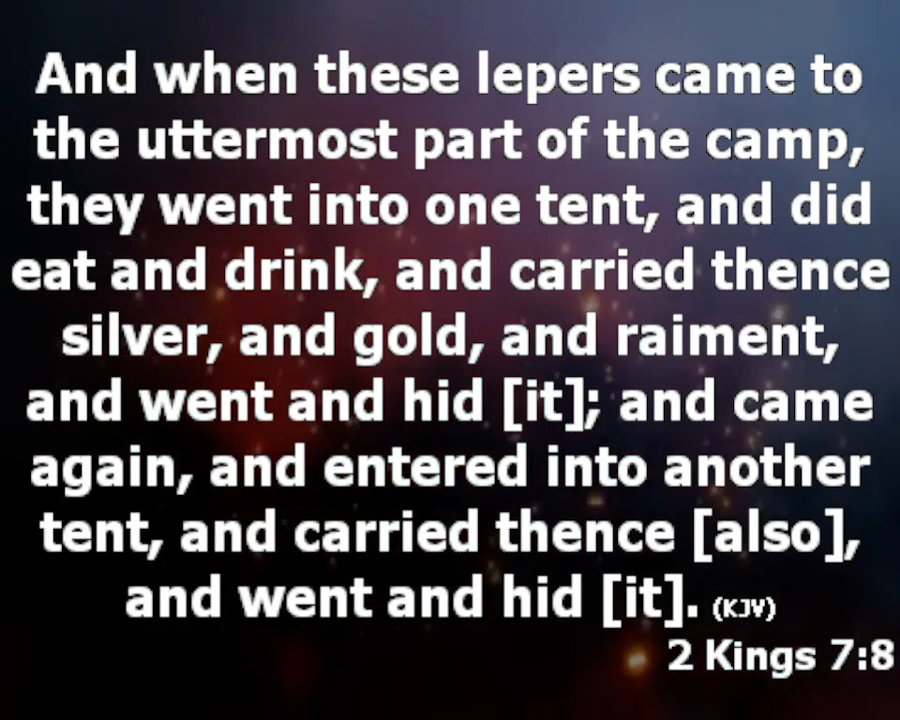 And when these lepers came to
the uttermost part of the camp,
they went into one tent, and did
eat and drink, and carried thence
silver, and gold, and raiment,
and went and hid [it]; and came
again, and entered into another
tent, and carried thence [also],
and went and hid [it]. (KJV)
2 Kings 7:8